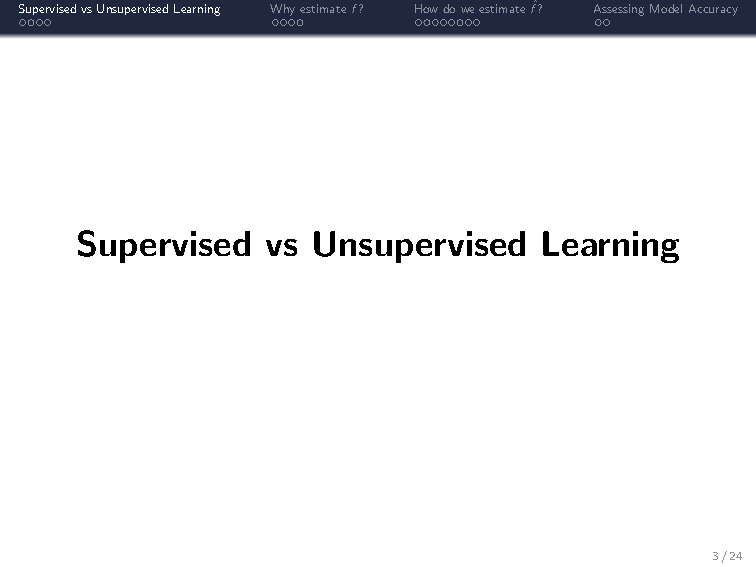 Supervised vs Unsupervised Learning Why estimate f? How do we estimate f̂? Assessing Model Accuracy
Supervised vs Unsupervised Learning
3 / 24